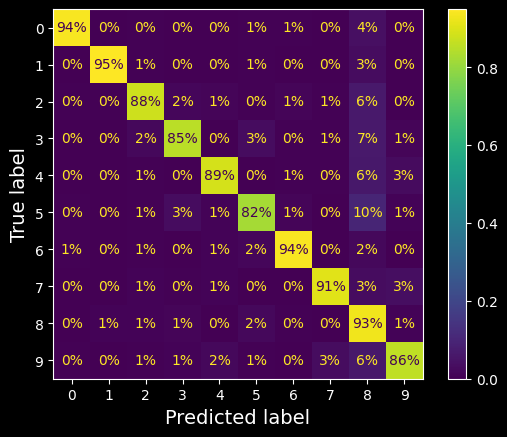 0 94% 0% 0% 0% 0% 1% 1% 0% 4% 0%
1 0% 95% 1% 0% 0% 1% 0% 0% 3% 0%
2 0% 0% 88% 2% 1% 0% 1% 1% 6% 0%
3 0% 0% 2% 85% 0% 3% 0% 1% 7% 1%
4 0% 0% 1% 0% 89% 0% 1% 0% 6% 3%
5 0% 0% 1% 3% 1% 82% 1% 0% 10% 1%
6 1% 0% 1% 0% 1% 2% 94% 0% 2% 0%
7 0% 0% 1% 0% 1% 0% 0% 91% 3% 3%
8 0% 1% 1% 1% 0% 2% 0% 0% 93% 1%
9 0% 0% 1% 1% 2% 1% 0% 3% 6% 86%
0 1 2 3 4 5 6 7 8 9
True label
Predicted label
0.8
0.6
0.4
0.2
0.0